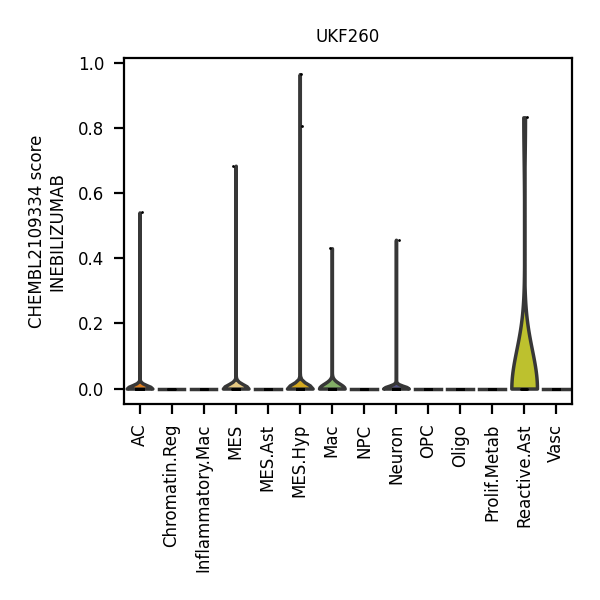 UKF260
CHEMBL2109334 score
INEBILIZUMAB
1.0
0.8
0.6
0.4
0.2
0.0
AC
Chromatin.Reg
Inflammatory.Mac
MES
MES.Ast
MES.Hyp
Mac
NPC
Neuron
OPC
Oligo
Prolif.Metab
Reactive.Ast
Vasc